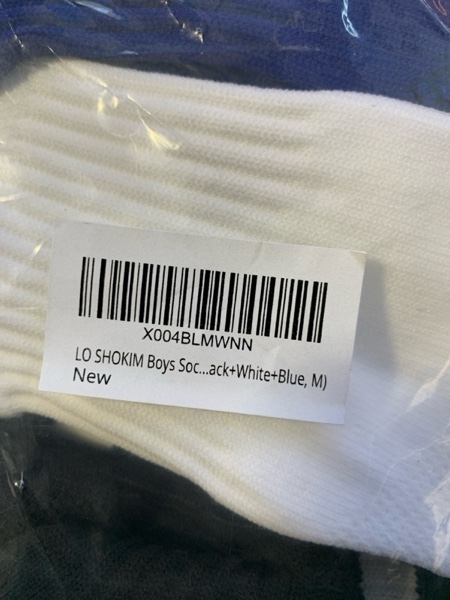 X004BLMWNN
LO SHOKIM Boys Soc...ack+White+Blue, M)
New